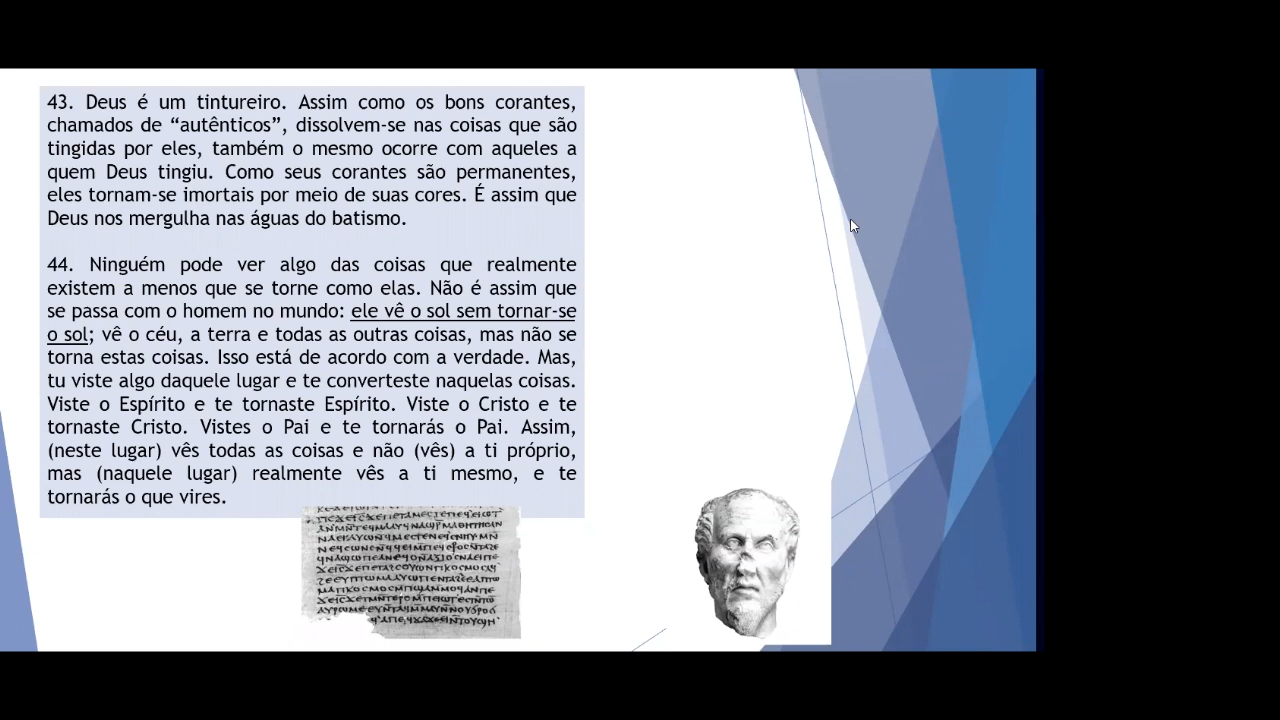 43. Deus é um tintureiro. Assim como os bons corantes,
chamados de “autênticos”, dissolvem-se nas coisas que são
tingidas por eles, também o mesmo ocorre com aqueles a
quem Deus tingiu. Como seus corantes são permanentes,
eles tornam-se imortais por meio de suas cores. É assim que
Deus nos mergulha nas águas do batismo.
44. Ninguém pode ver algo das coisas que realmente
existem a menos que se torne como elas. Não é assim que
se passa com o homem no mundo: ele vê o sol sem tornar-se
o sol; vê o céu, a terra e todas as outras coisas, mas não se
torna estas coisas. Isso está de acordo com a verdade. Mas,
tu viste algo daquele lugar e te converteste naquelas coisas.
Viste o Espírito e te tornaste Espírito. Viste o Cristo e te
tornaste Cristo. Vistes o Pai e te tornarás o Pai. Assim,
(neste lugar) vês todas as coisas e não (vês) a ti próprio,
mas (naquele lugar) realmente vês a ti mesmo, e te
tornarás o que vires.